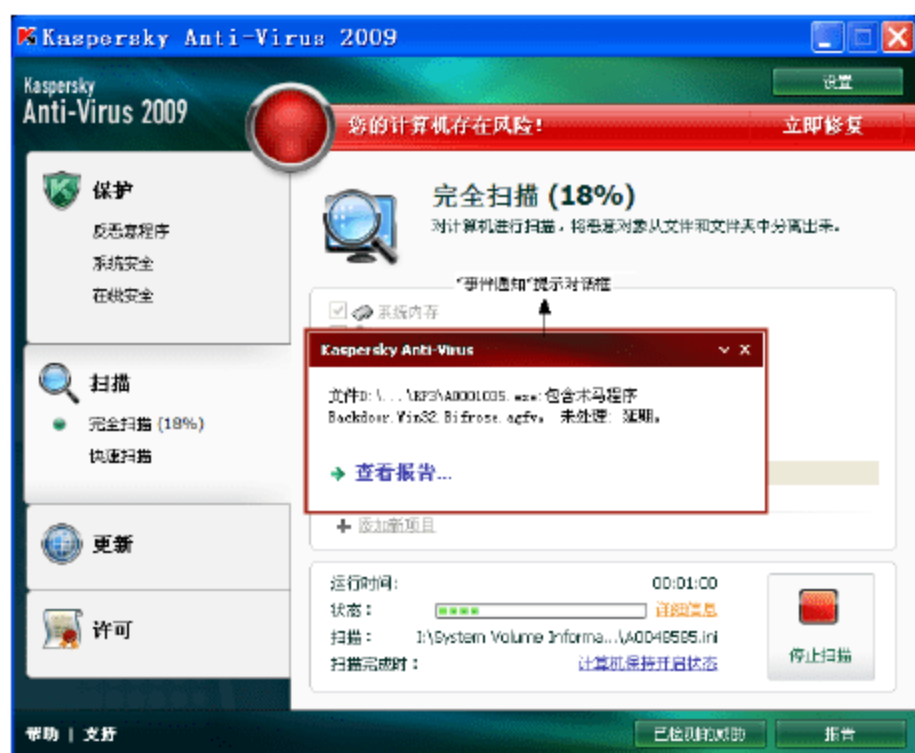 Kaspersky Anti-Virus 2009
Kaspersky
Anti-Virus 2009
设置
您的计算机存在风险!
立即修复
保护
反恶意程序
系统安全
在线安全
完全扫描 (18%)
对计算机进行扫描，将恶意对象从文件和文件夹中分离出来。
"事件通知"提示对话框
系统内存
Kaspersky Anti-Virus
文件D:\...\RP3\A0001035.exe:包含木马程序
Backdoor.Win32.Bifrose.agfv。 未处理: 延期。
查看报告...
扫描
完全扫描 (18%)
快速扫描
添加新项目
更新
许可
运行时间:
00:01:00
状态：
详细信息
扫描：
I:\System Volume Informa...\A0048585.ini
扫描完成时：
计算机保持开启状态
停止扫描
帮助 | 支持
已检测的威胁
报告